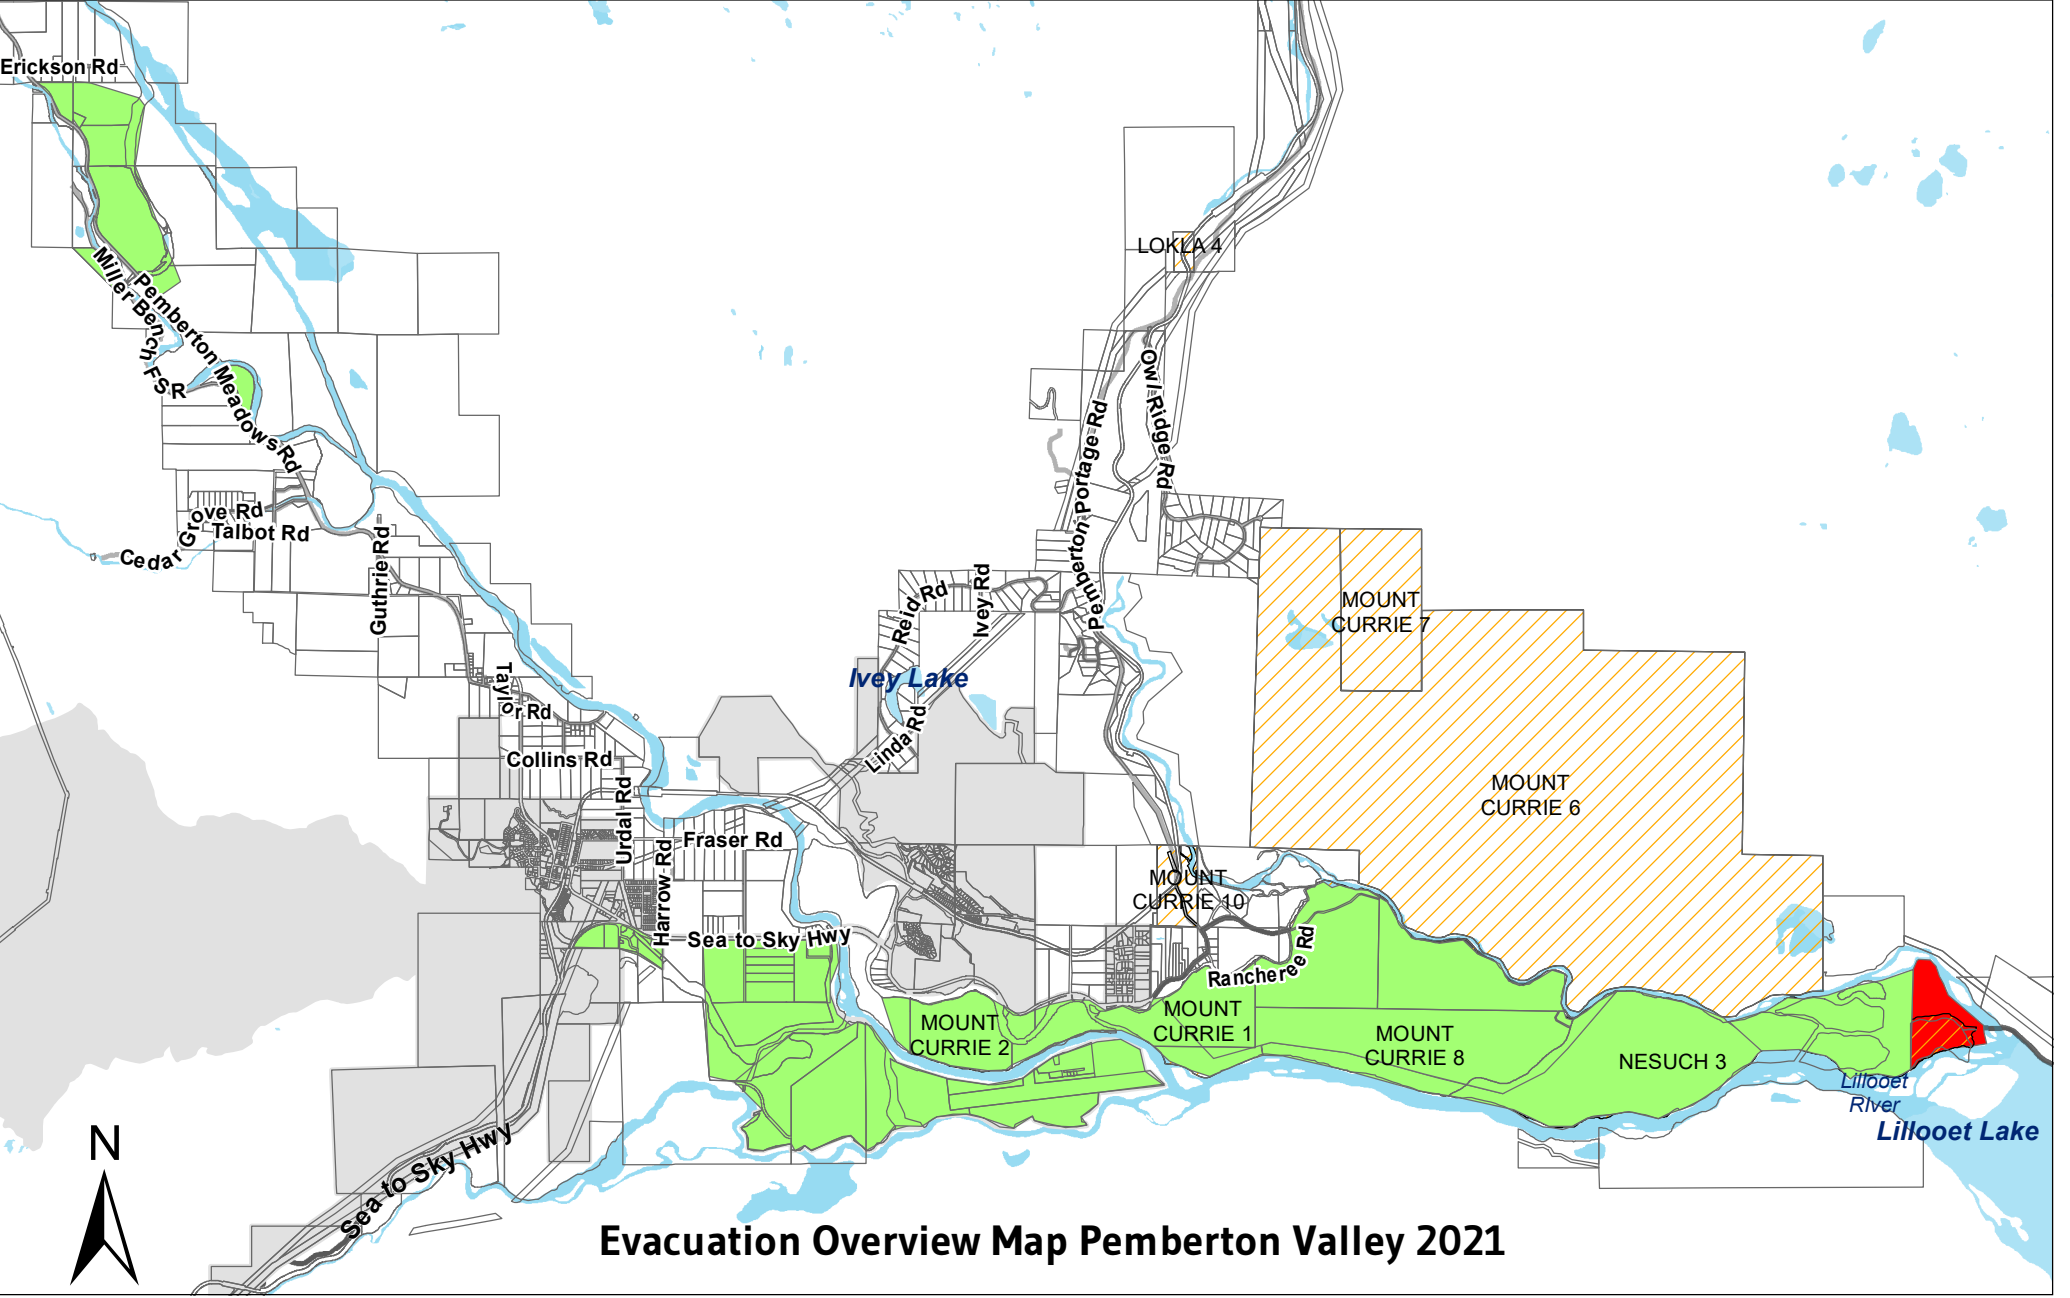 Erickson Rd
LOKLA 4
Miller Bench FSR
Pemberton Meadows Rd
Owl Ridge Rd
Pemberton Portage Rd
Cedar Grove Rd
Talbot Rd
Guthrie Rd
Reid Rd
Ivey Rd
MOUNT
CURRIE 7
Ivey Lake
Taylor Rd
Linda Rd
Collins Rd
MOUNT
CURRIE 6
Urdal Rd
Fraser Rd
Harrow Rd
MOUNT
CURRIE 10
Sea to Sky Hwy
Rancheree Rd
MOUNT
CURRIE 2
MOUNT
CURRIE 1
MOUNT
CURRIE 8
NESUCH 3
Lillooet
RIver
Lillooet Lake
N
Sea to Sky Hwy
Evacuation Overview Map Pemberton Valley 2021